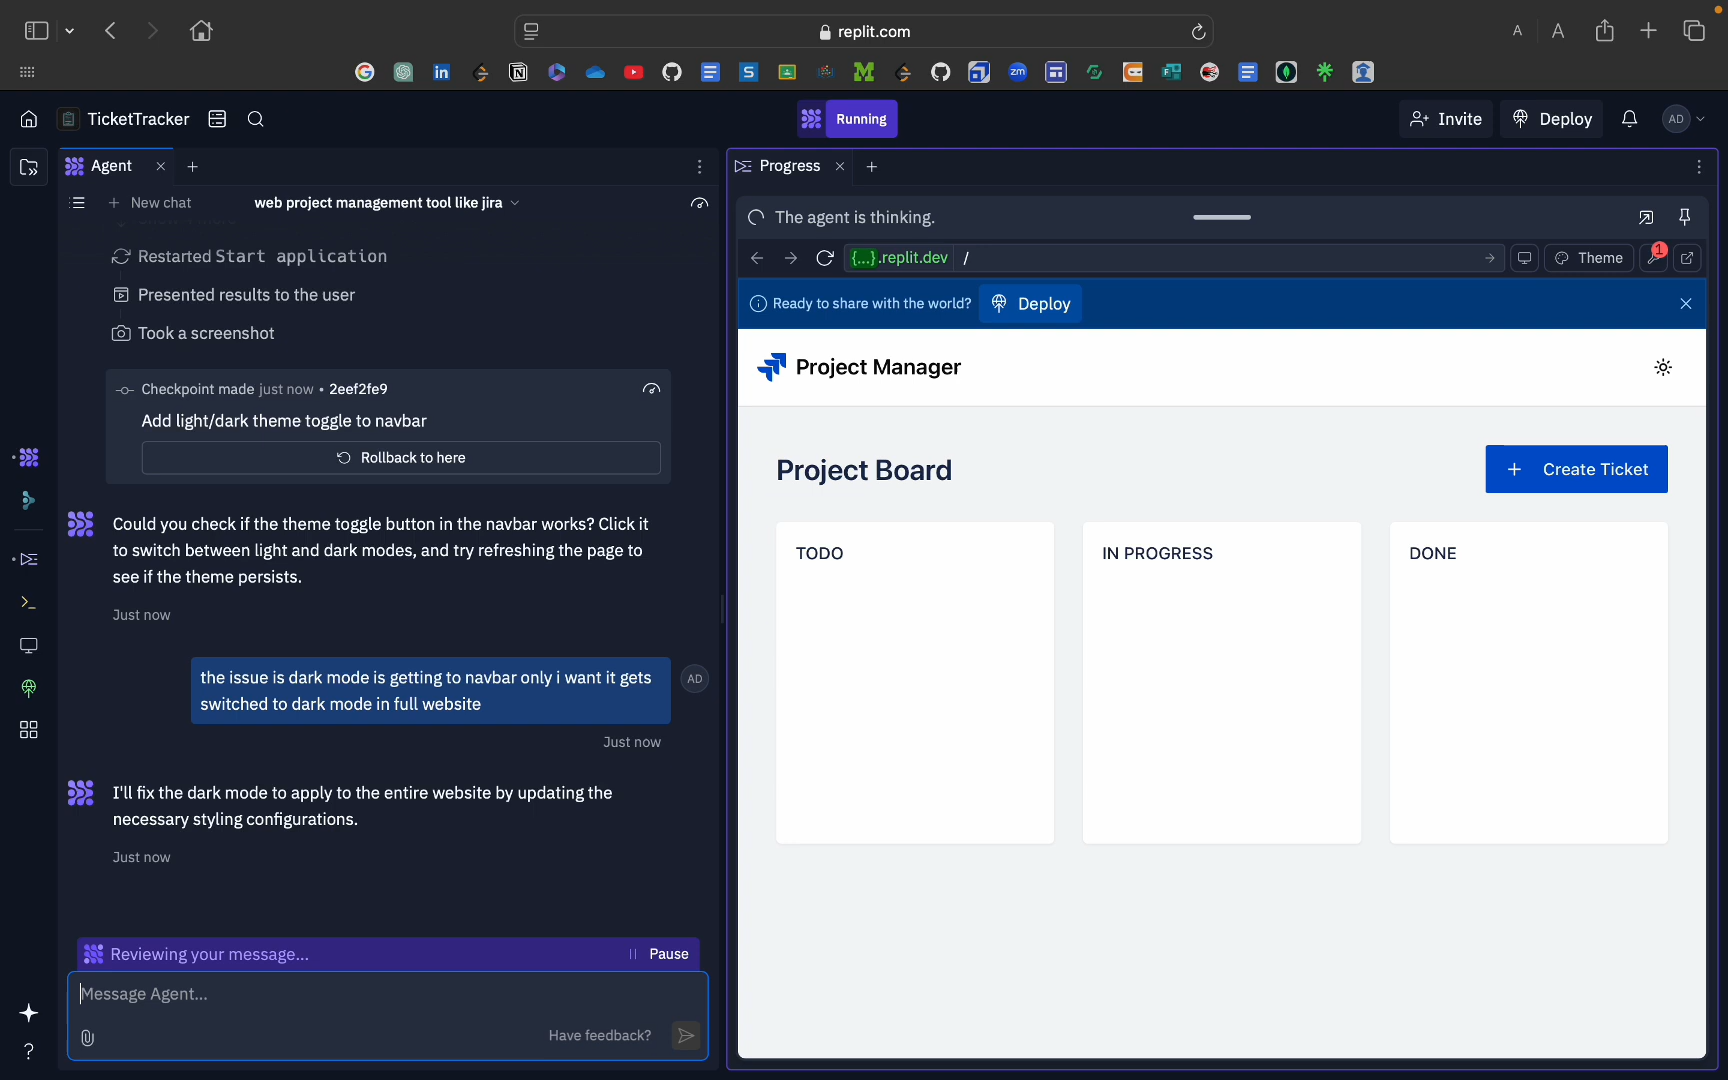 replit.com
A
A
TicketTracker
Running
Invite
Deploy
AD
Agent
Progress
New chat
web project management tool like jira
The agent is thinking.
Restarted Start application
{...}.replit.dev
/
1
Theme
Presented results to the user
Ready to share with the world?
Deploy
Took a screenshot
Project Manager
Checkpoint made just now • 2eef2fe9
Add light/dark theme toggle to navbar
Rollback to here
Project Board
+ Create Ticket
Could you check if the theme toggle button in the navbar works? Click it
to switch between light and dark modes, and try refreshing the page to
see if the theme persists.
Just now
TODO
IN PROGRESS
DONE
the issue is dark mode is getting to navbar only i want it gets
switched to dark mode in full website
AD
Just now
I'll fix the dark mode to apply to the entire website by updating the
necessary styling configurations.
Just now
Reviewing your message...
Pause
Message Agent...
Have feedback?